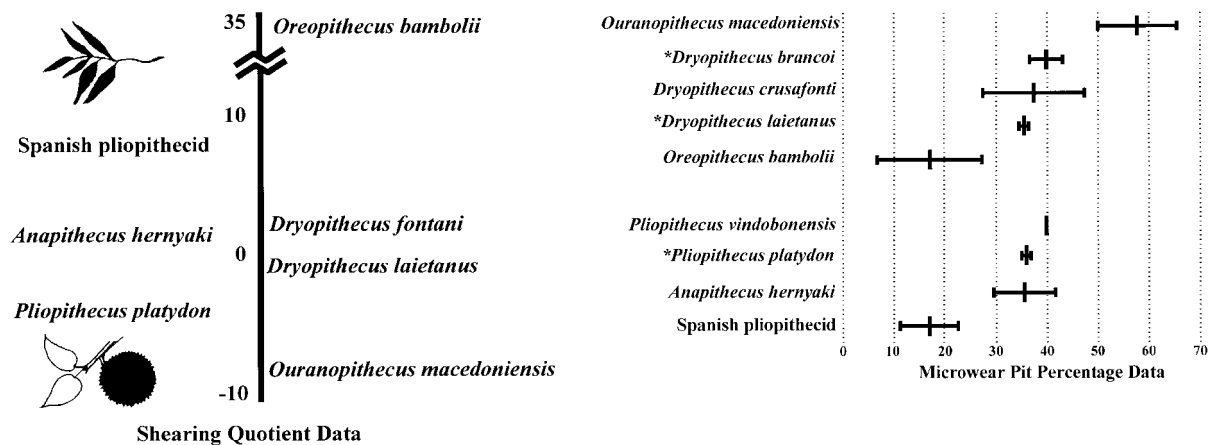 35
Oreopithecus bambolii
10
Spanish pliopithecid
Anapithecus hernyaki
Dryopithecus fontani
0
Dryopithecus laietanus
Pliopithecus platydon
Ouranopithecus macedoniensis
-10
Shearing Quotient Data
Ouranopithecus macedoniensis
*Dryopithecus brancoi
Dryopithecus crusafonti
*Dryopithecus laietanus
Oreopithecus bambolii
Pliopithecus vindobonensis
*Pliopithecus platydon
Anapithecus hernyaki
Spanish pliopithecid
0 10 20 30 40 50 60 70
Microwear Pit Percentage Data